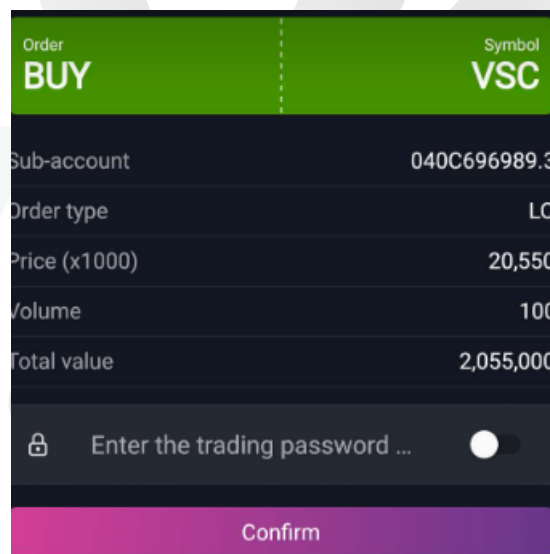 Order Symbol
BUY VSC
Sub-account 040C696989.3
Order type LO
Price (x1000) 20,550
Volume 100
Total value 2,055,000
Enter the trading password ...
Confirm